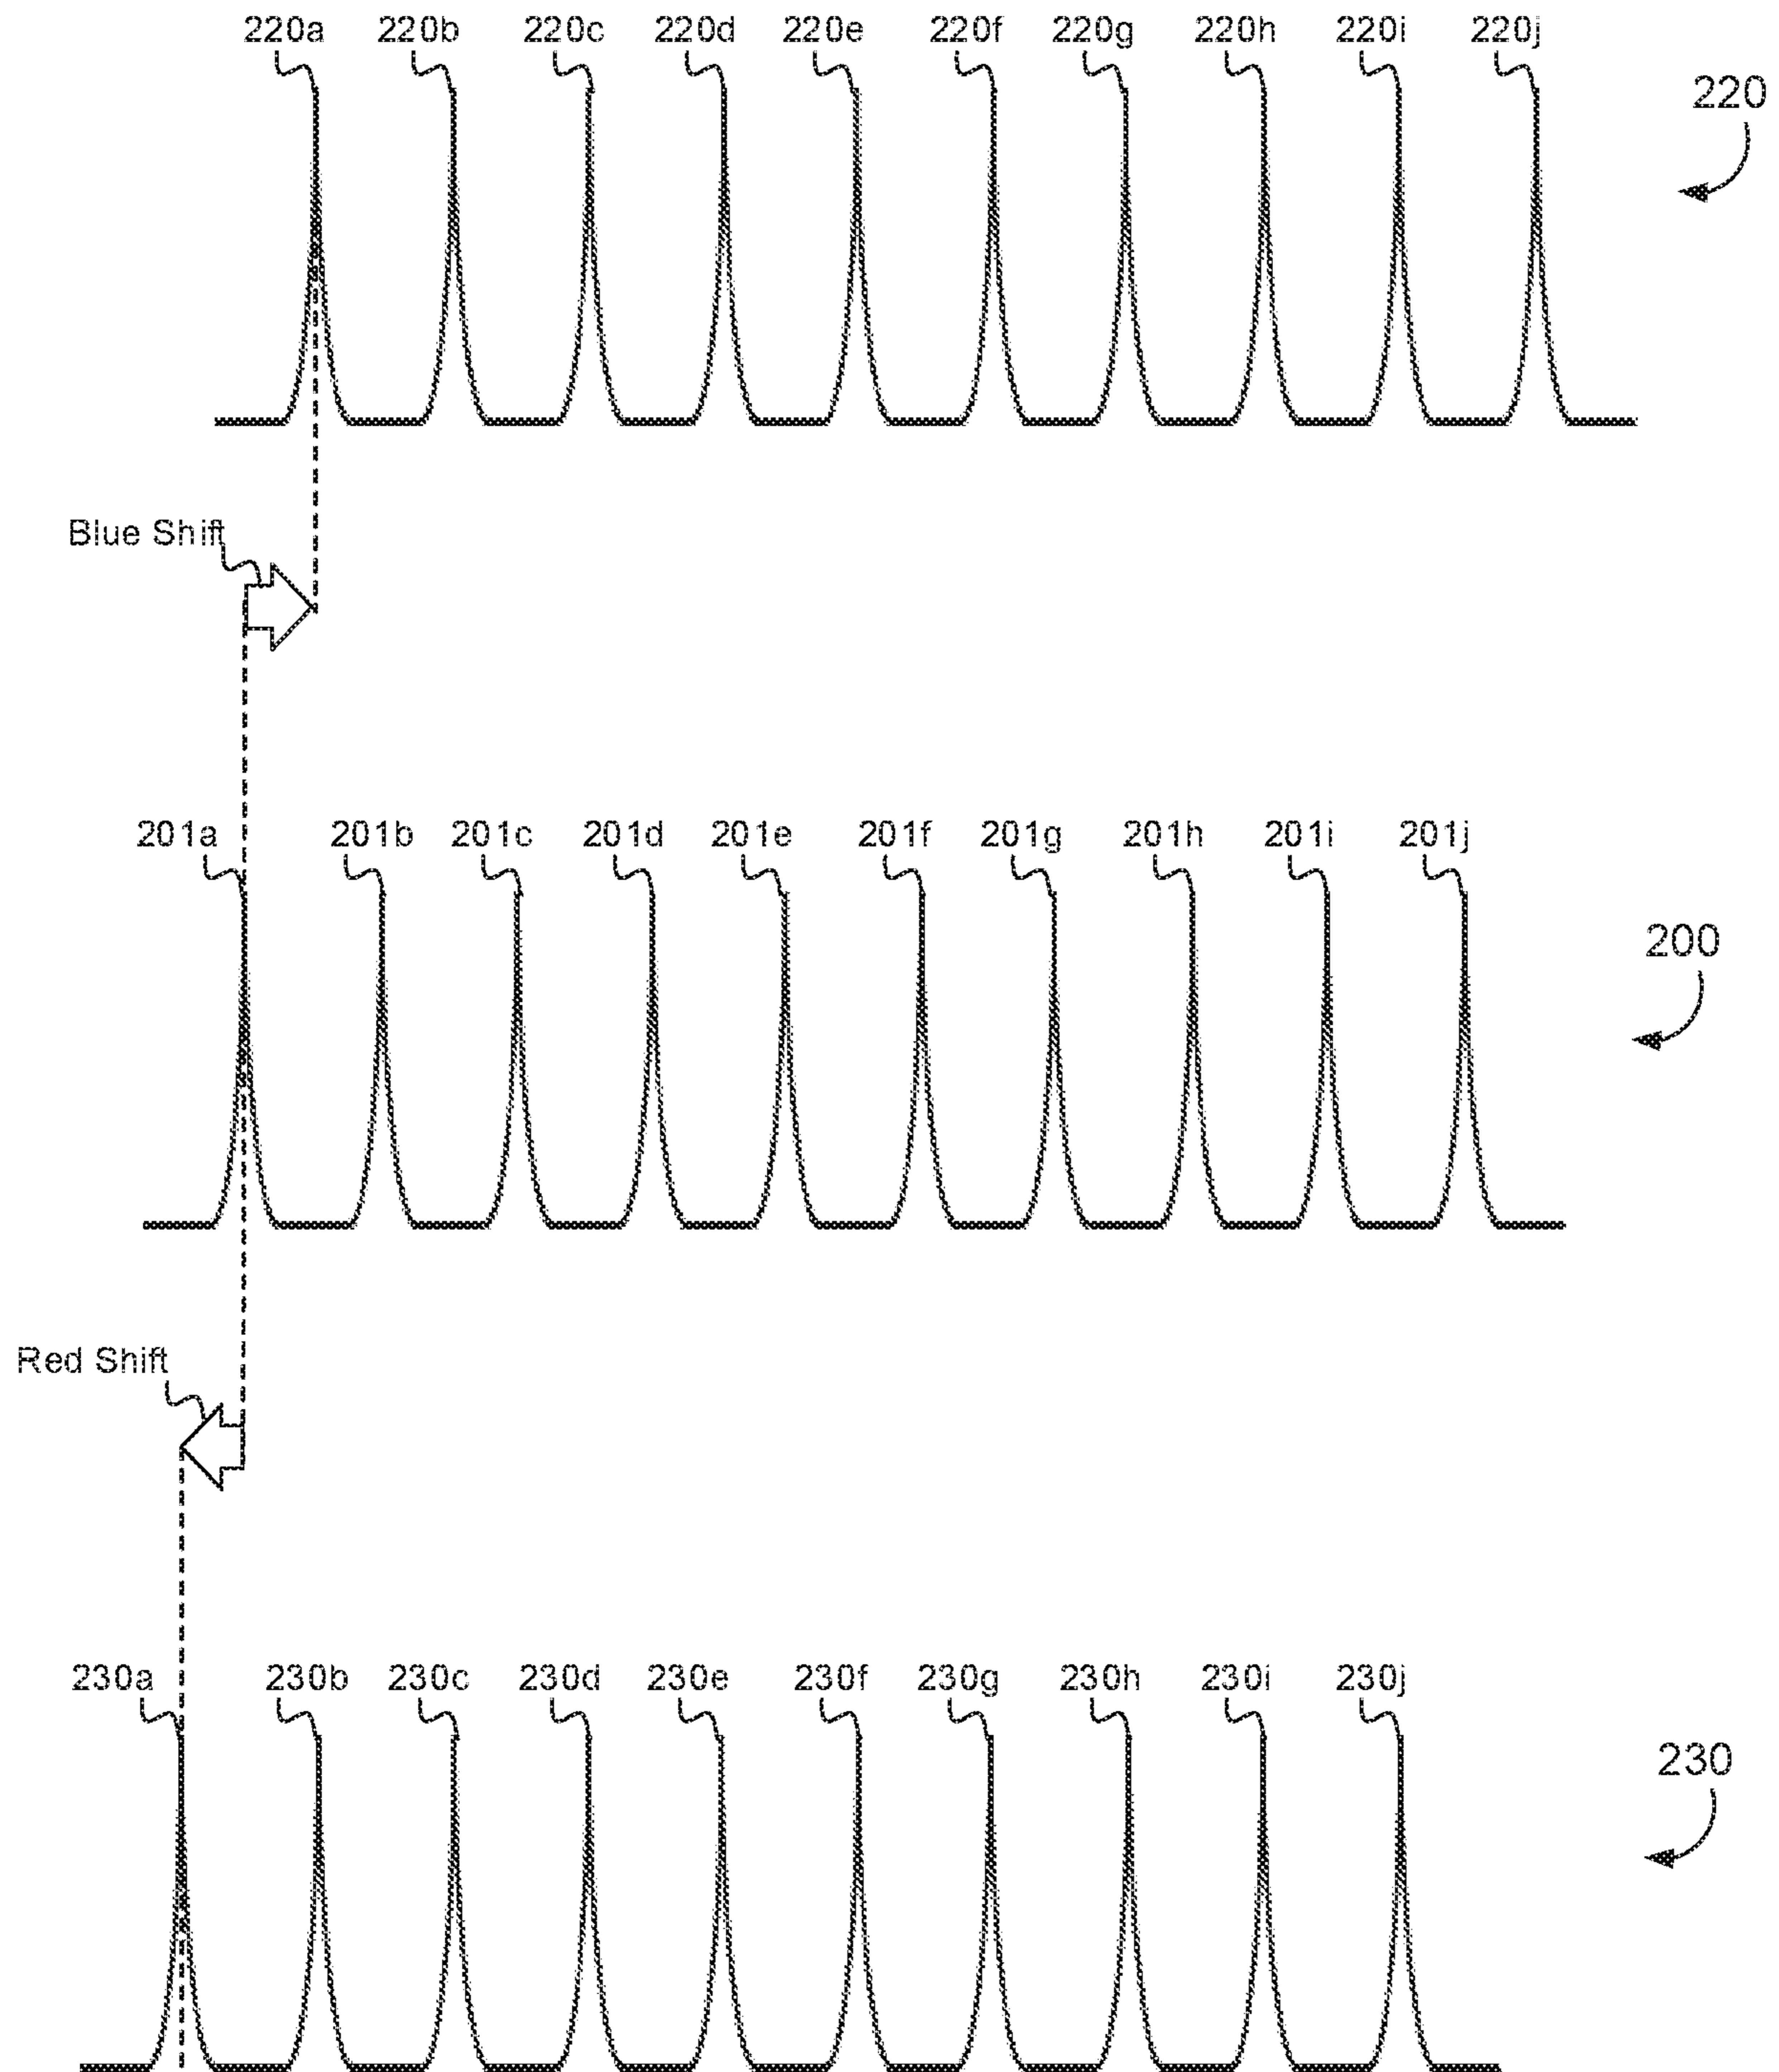 220a 220b 220c 220d 220e 220f 220g 220h 220i 220j
220
Blue Shift
201a 201b 201c 201d 201e 201f 201g 201h 201i 201j
200
Red Shift
230a 230b 230c 230d 230e 230f 230g 230h 230i 230j
230